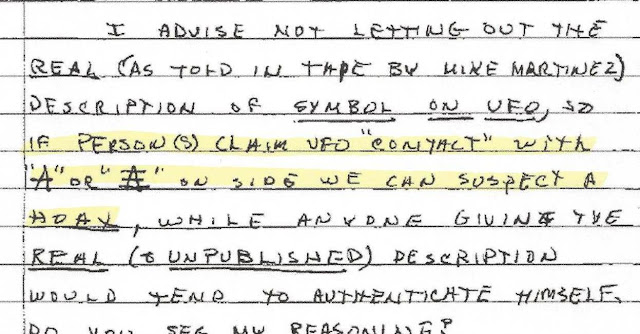 I ADVISE NOT LETTING OUT THE
REAL (AS TOLD IN TAPE BY MIKE MARTINEZ)
DESCRIPTION OF SYMBOL ON UFO, SO
IF PERSON(S) CLAIM UFO "CONTACT" WITH
"A" OR "A" ON SIDE WE CAN SUSPECT A
HOAX, WHILE ANYONE GIVING THE
REAL (& UNPUBLISHED) DESCRIPTION
WOULD TEND TO AUTHENTICATE HIMSELF.
DO YOU SEE MY REASONING?